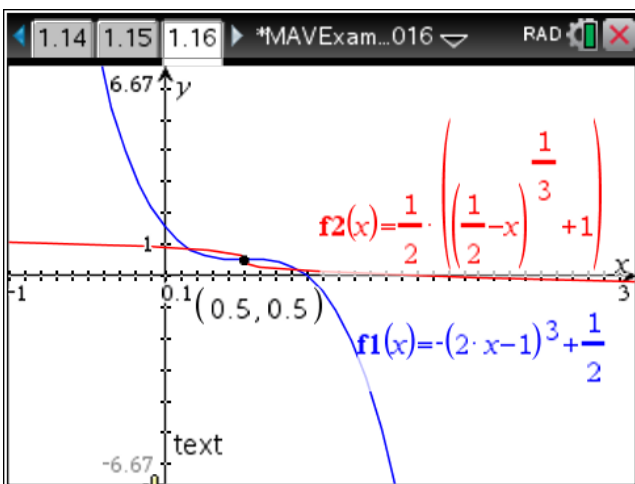 1.14 1.15 1.16 *MAVExam...016 RAD
6.67 y
f2(x)=1/2·((1/2-x)^(1/3)+1)
1
x
-1 0.1 3
(0.5,0.5)
f1(x)=-(2·x-1)^3+1/2
text
-6.67